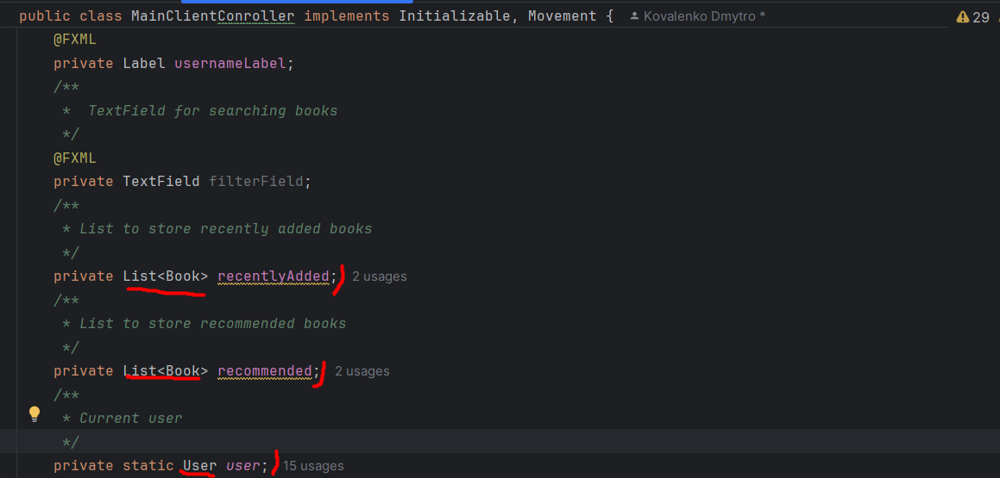 public class MainClientConroller implements Initializable, Movement { Kovalenko Dmytro *
29
@FXML
private Label usernameLabel;
/**
*  TextField for searching books
*/
@FXML
private TextField filterField;
/**
* List to store recently added books
*/
private List<Book> recentlyAdded; 2 usages
/**
* List to store recommended books
*/
private List<Book> recommended; 2 usages
/**
* Current user
*/
private static User user; 15 usages